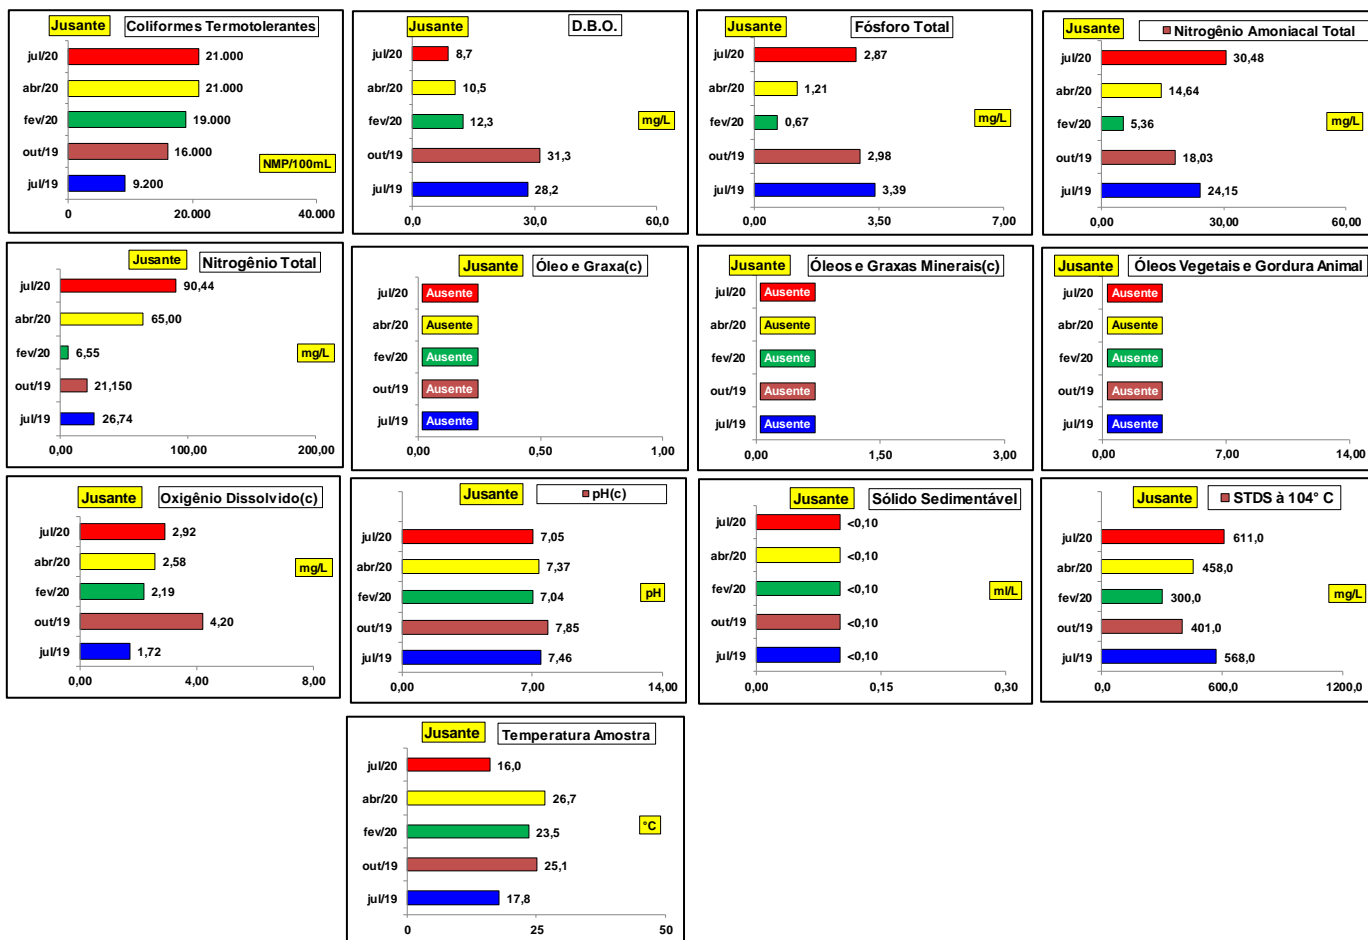 Jusante
Coliformes Termotolerantes
jul/20
21.000
abr/20
21.000
fev/20
19.000
out/19
16.000
NMP/100mL
jul/19
9.200
0
20.000
40.000
Jusante
D.B.O.
jul/20
8,7
abr/20
10,5
fev/20
12,3
mg/L
out/19
31,3
jul/19
28,2
0,0
30,0
60,0
Jusante
Fósforo Total
jul/20
2,87
abr/20
1,21
mg/L
fev/20
0,67
out/19
2,98
jul/19
3,39
0,00
3,50
7,00
Jusante
Nitrogênio Amoniacal Total
jul/20
30,48
abr/20
14,64
fev/20
5,36
mg/L
out/19
18,03
jul/19
24,15
0,00
30,00
60,00
Jusante
Nitrogênio Total
jul/20
90,44
abr/20
65,00
fev/20
6,55
mg/L
out/19
21,150
jul/19
26,74
0,00
100,00
200,00
Jusante
Óleo e Graxa(c)
jul/20
Ausente
abr/20
Ausente
fev/20
Ausente
out/19
Ausente
jul/19
Ausente
0,00
0,50
1,00
Jusante
Óleos e Graxas Minerais(c)
jul/20
Ausente
abr/20
Ausente
fev/20
Ausente
out/19
Ausente
jul/19
Ausente
0,00
1,50
3,00
Jusante
Óleos Vegetais e Gordura Animal
jul/20
Ausente
abr/20
Ausente
fev/20
Ausente
out/19
Ausente
jul/19
Ausente
0,00
7,00
14,00
Jusante
Oxigênio Dissolvido(c)
jul/20
2,92
abr/20
2,58
mg/L
fev/20
2,19
out/19
4,20
jul/19
1,72
0,00
4,00
8,00
Jusante
pH(c)
jul/20
7,05
abr/20
7,37
pH
fev/20
7,04
out/19
7,85
jul/19
7,46
0,00
7,00
14,00
Jusante
Sólido Sedimentável
jul/20
<0,10
abr/20
<0,10
fev/20
<0,10
ml/L
out/19
<0,10
jul/19
<0,10
0,00
0,15
0,30
Jusante
STDS à 104° C
jul/20
611,0
abr/20
458,0
fev/20
300,0
mg/L
out/19
401,0
jul/19
568,0
0,0
600,0
1200,0
Jusante
Temperatura Amostra
jul/20
16,0
abr/20
26,7
fev/20
23,5
°C
out/19
25,1
jul/19
17,8
0
25
50